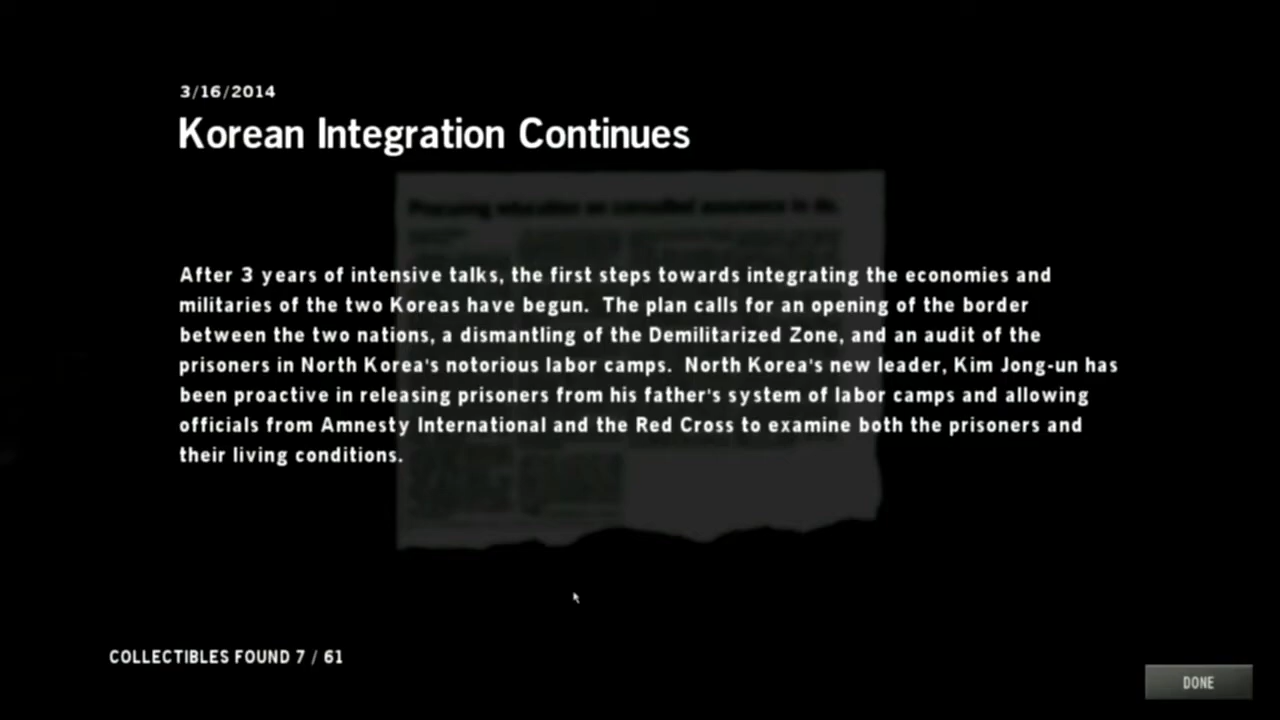 3/16/2014
Korean Integration Continues
After 3 years of intensive talks, the first steps towards integrating the economies and
militaries of the two Koreas have begun.  The plan calls for an opening of the border
between the two nations, a dismantling of the Demilitarized Zone, and an audit of the
prisoners in North Korea's notorious labor camps.  North Korea's new leader, Kim Jong-un has
been proactive in releasing prisoners from his father's system of labor camps and allowing
officials from Amnesty International and the Red Cross to examine both the prisoners and
their living conditions.
COLLECTIBLES FOUND 7 / 61
DONE